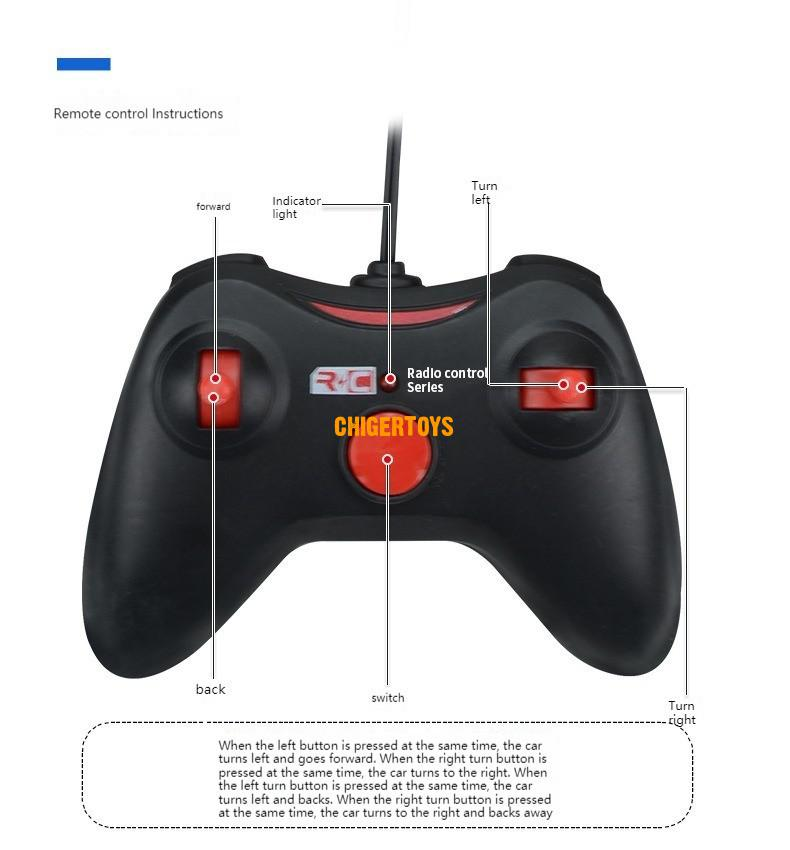 Remote control Instructions
Turn
left
forward
Indicator
light
R/C
Radio control
Series
CHIGERTOYS
back
switch
Turn
right
When the left button is pressed at the same time, the car
turns left and goes forward. When the right turn button is
pressed at the same time, the car turns to the right. When
the left turn button is pressed at the same time, the car
turns left and backs. When the right turn button is pressed
at the same time, the car turns to the right and backs away